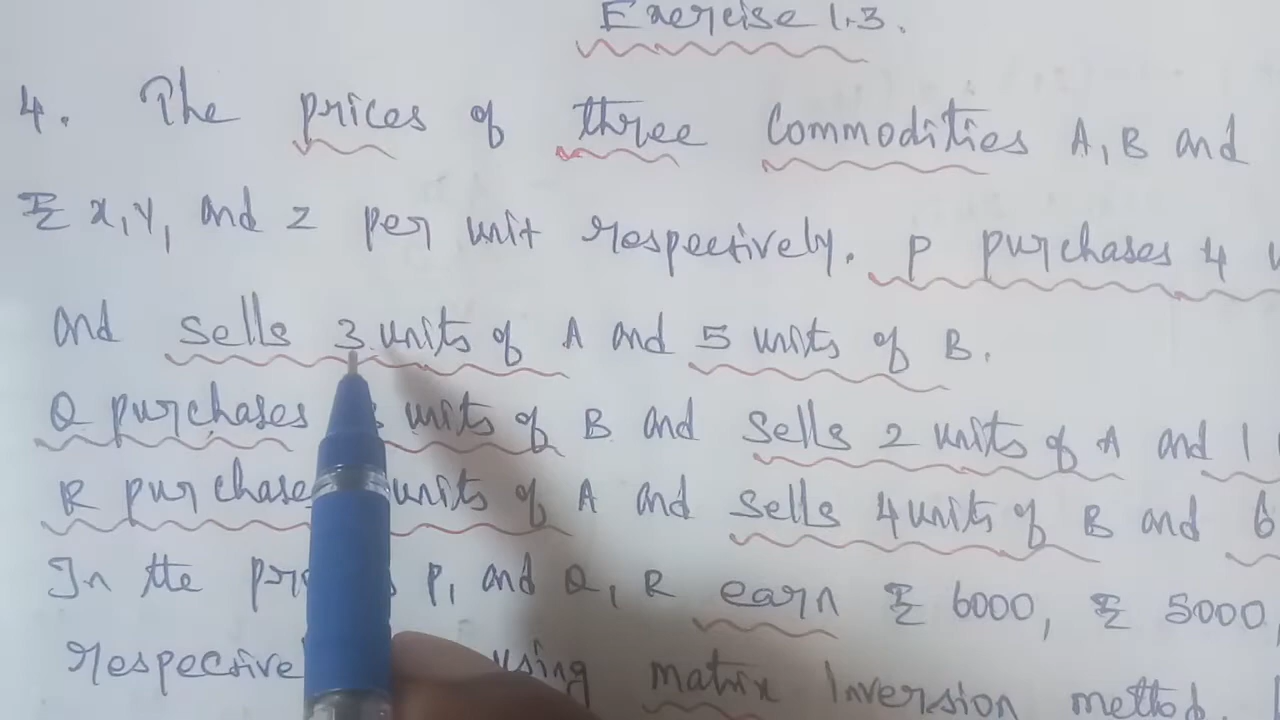 Exercise 1.3.
4. The prices of three Commodities A, B and
₹ x, y, and z per unit respectively. P purchases 4
and sells 3 units of A and 5 units of B.
Q purchases units of B and sells 2 units of A and 1
R purchases units of A and sells 4 units of B and 6
In the P, and Q, R earn ₹ 6000, ₹ 5000,
using matrix Inversion method,